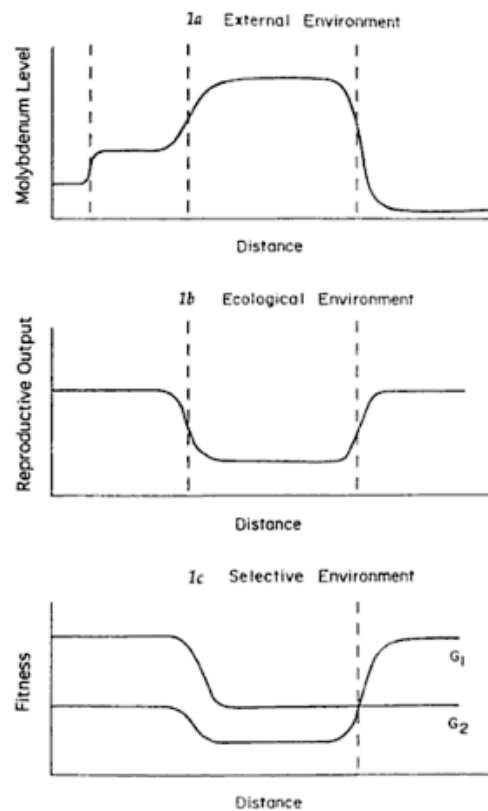 1a External Environment
Molybdenum Level
Distance
1b Ecological Environment
Reproductive Output
Distance
1c Selective Environment
Fitness
G1
G2
Distance